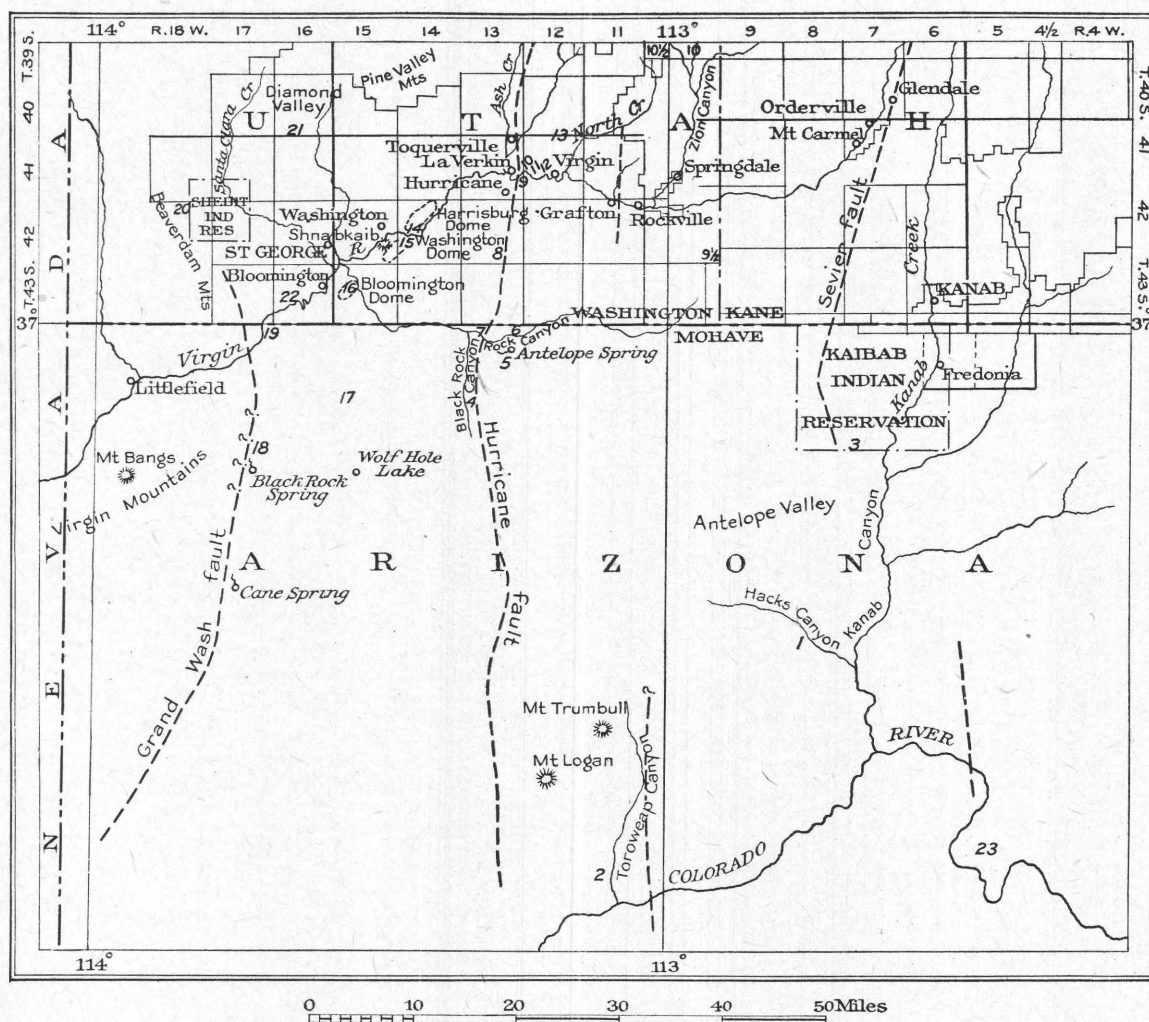 114° R.18 W. 17 16 15 14 13 12 11 10½ 113° 10 9 8 7 6 5 4½ R.4 W.
T.39 S.
40
41
42
T.43 S.
37°
T.40 S.
41
42
T.43 S.
37°
NEVADA
UTAH
ARIZONA
Pine Valley
Mts
Diamond
Valley
21
Santa Clara Cr
Ash Cr
13 North Cr
Zion Canyon
Glendale
Orderville
Mt Carmel
Toquerville
La Verkin
10
11
12
Virgin
Springdale
Hurricane
9
20
SHEBIT
IND
RES
Beaverdam Mts
Washington
Shnabkaib
14
Harrisburg
Dome
Grafton
Rockville
15
Washington
Dome
8
ST GEORGE
R
9½
Bloomington
22
16
Bloomington
Dome
Sevier fault
Creek
KANAB
WASHINGTON
KANE
MOHAVE
19
Virgin
7
Rock Canyon
6
5
Antelope Spring
Littlefield
Black Rock
Canyon
4
KAIBAB
INDIAN
RESERVATION
3
Kanab
Fredonia
17
?
?
18
?
?
Mt Bangs
Virgin Mountains
Black Rock
Spring
Wolf Hole
Lake
Hurricane fault
Antelope Valley
Canyon
Cane Spring
Grand Wash fault
Hacks Canyon
Kanab
Mt Trumbull
?
Mt Logan
Toroweap Canyon
2
COLORADO
RIVER
23
114°
113°
0 10 20 30 40 50 Miles